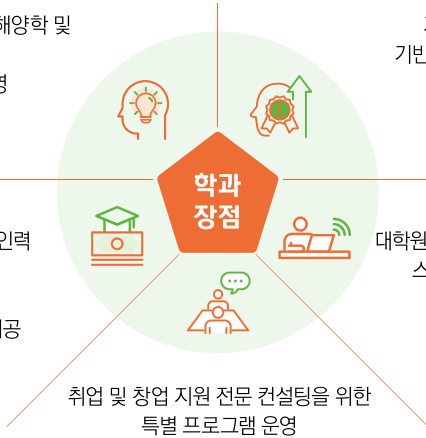 해양학 및
기반
학과
장점
인력
대학원
공
취업 및 창업 지원 전문 컨설팅을 위한
특별 프로그램 운영